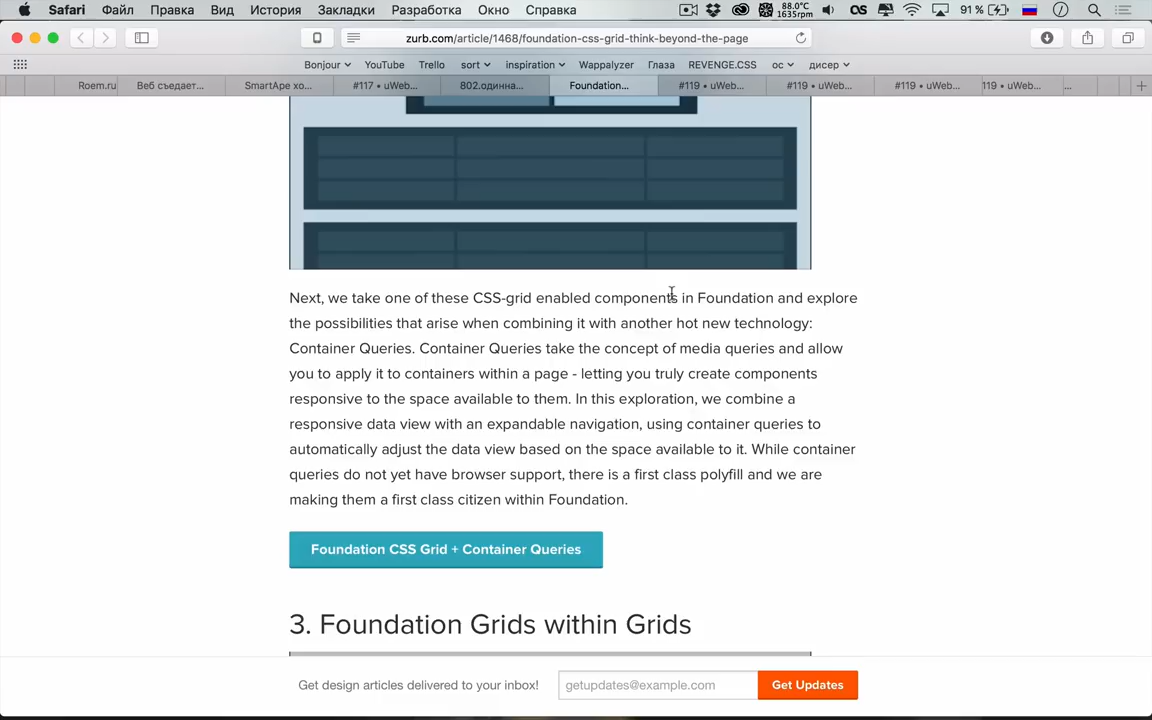 Safari Файл Правка Вид История Закладки Разработка Окно Справка 88.0°C 1635rpm OS 91 %
zurb.com/article/1468/foundation-css-grid-think-beyond-the-page
Bonjour YouTube Trello sort inspiration Wappalyzer Глаза REVENGE.CSS ос дисер
Roem.ru Веб съедает... SmartApe хо... #117 • uWeb... 802.одинна... Foundation... #119 • uWeb... #119 • uWeb... #119 • uWeb... 119 • uWeb... ...
Next, we take one of these CSS-grid enabled components in Foundation and explore
the possibilities that arise when combining it with another hot new technology:
Container Queries. Container Queries take the concept of media queries and allow
you to apply it to containers within a page - letting you truly create components
responsive to the space available to them. In this exploration, we combine a
responsive data view with an expandable navigation, using container queries to
automatically adjust the data view based on the space available to it. While container
queries do not yet have browser support, there is a first class polyfill and we are
making them a first class citizen within Foundation.
Foundation CSS Grid + Container Queries
3. Foundation Grids within Grids
Get design articles delivered to your inbox! getupdates@example.com Get Updates